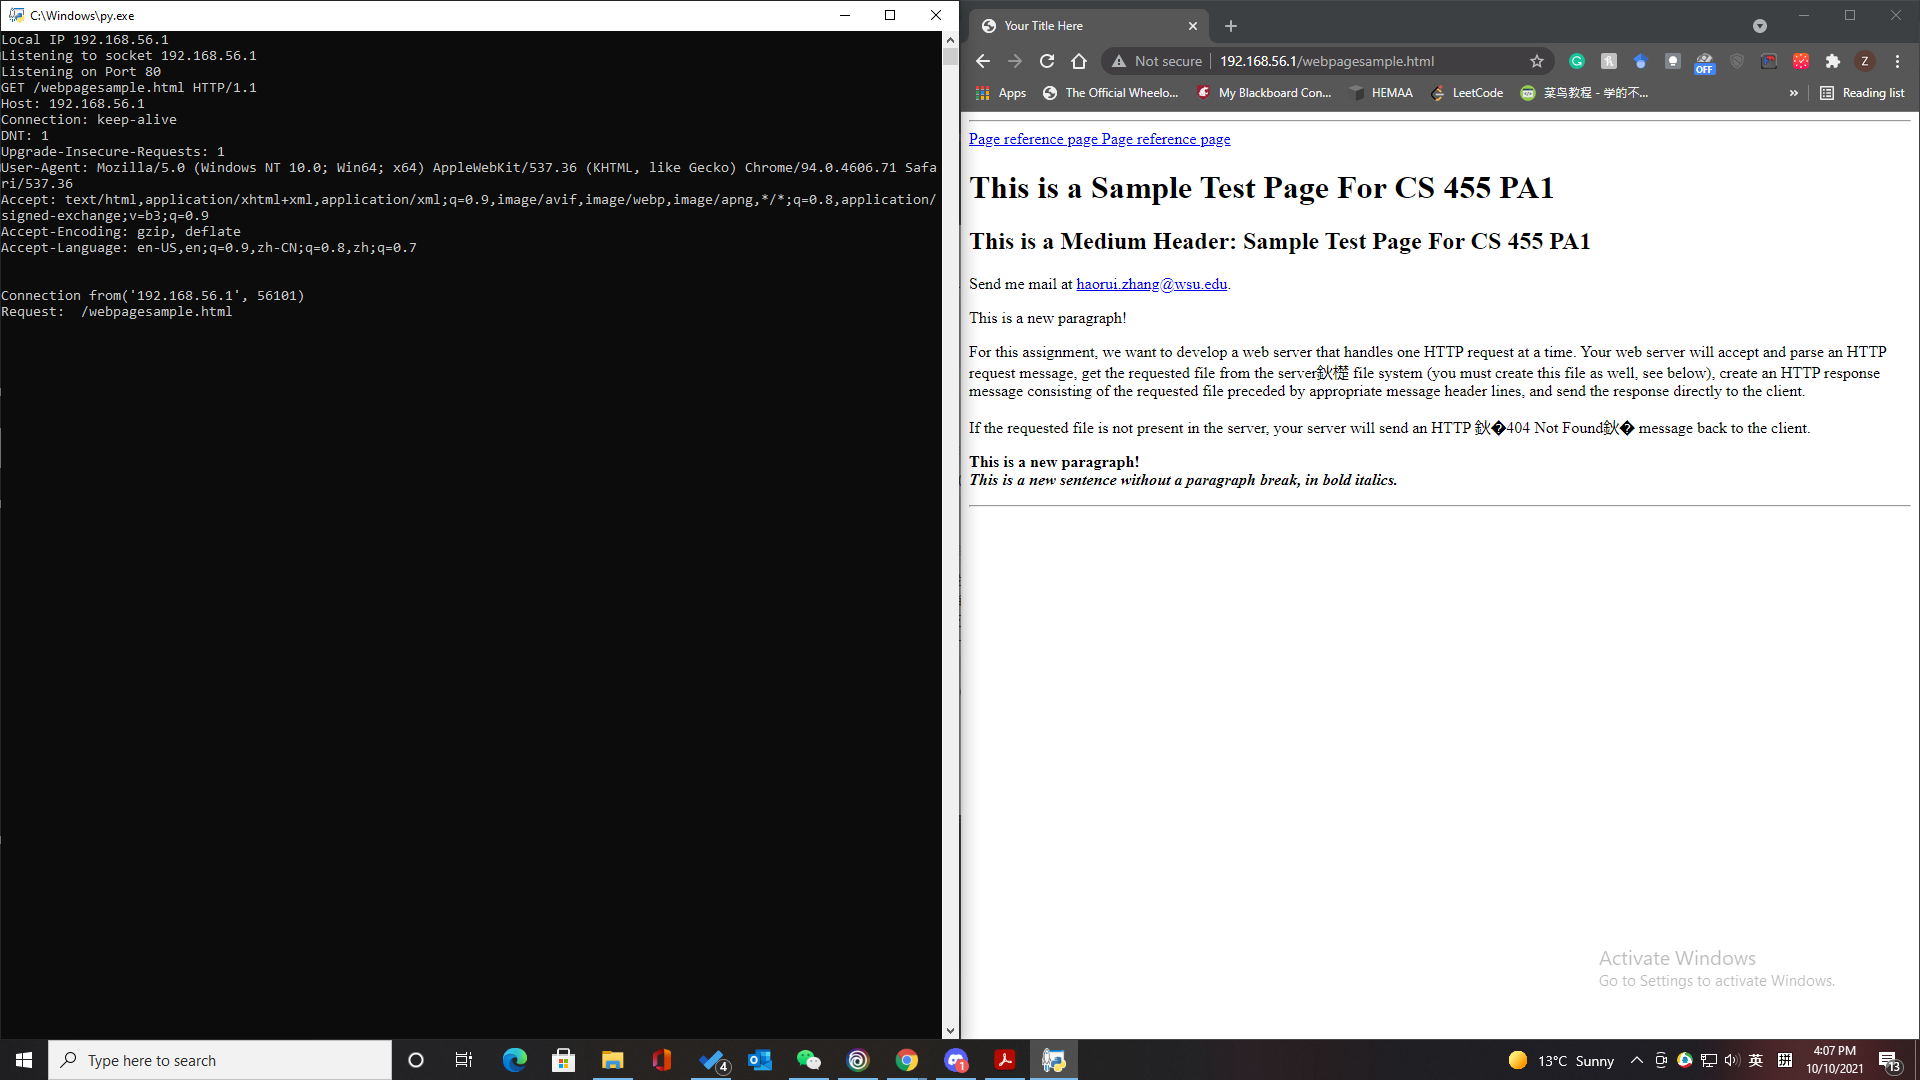 C:\Windows\py.exe
Local IP 192.168.56.1
Listening to socket 192.168.56.1
Listening on Port 80
GET /webpagesample.html HTTP/1.1
Host: 192.168.56.1
Connection: keep-alive
DNT: 1
Upgrade-Insecure-Requests: 1
User-Agent: Mozilla/5.0 (Windows NT 10.0; Win64; x64) AppleWebKit/537.36 (KHTML, like Gecko) Chrome/94.0.4606.71 Safa
ri/537.36
Accept: text/html,application/xhtml+xml,application/xml;q=0.9,image/avif,image/webp,image/apng,*/*;q=0.8,application/
signed-exchange;v=b3;q=0.9
Accept-Encoding: gzip, deflate
Accept-Language: en-US,en;q=0.9,zh-CN;q=0.8,zh;q=0.7
Connection from('192.168.56.1', 56101)
Request:  /webpagesample.html
Your Title Here
Not secure 192.168.56.1/webpagesample.html
OFF
Z
Apps The Official Wheelo... My Blackboard Con... HEMAA LeetCode 菜鸟教程 - 学的不... » Reading list
Page reference page Page reference page
This is a Sample Test Page For CS 455 PA1
This is a Medium Header: Sample Test Page For CS 455 PA1
Send me mail at haorui.zhang@wsu.edu.
This is a new paragraph!
For this assignment, we want to develop a web server that handles one HTTP request at a time. Your web server will accept and parse an HTTP
request message, get the requested file from the server鈥檚 file system (you must create this file as well, see below), create an HTTP response
message consisting of the requested file preceded by appropriate message header lines, and send the response directly to the client.
If the requested file is not present in the server, your server will send an HTTP 鈥�404 Not Found鈥� message back to the client.
This is a new paragraph!
This is a new sentence without a paragraph break, in bold italics.
Activate Windows
Go to Settings to activate Windows.
Type here to search
4
1
13°C Sunny
英
拼
4:07 PM
10/10/2021
13